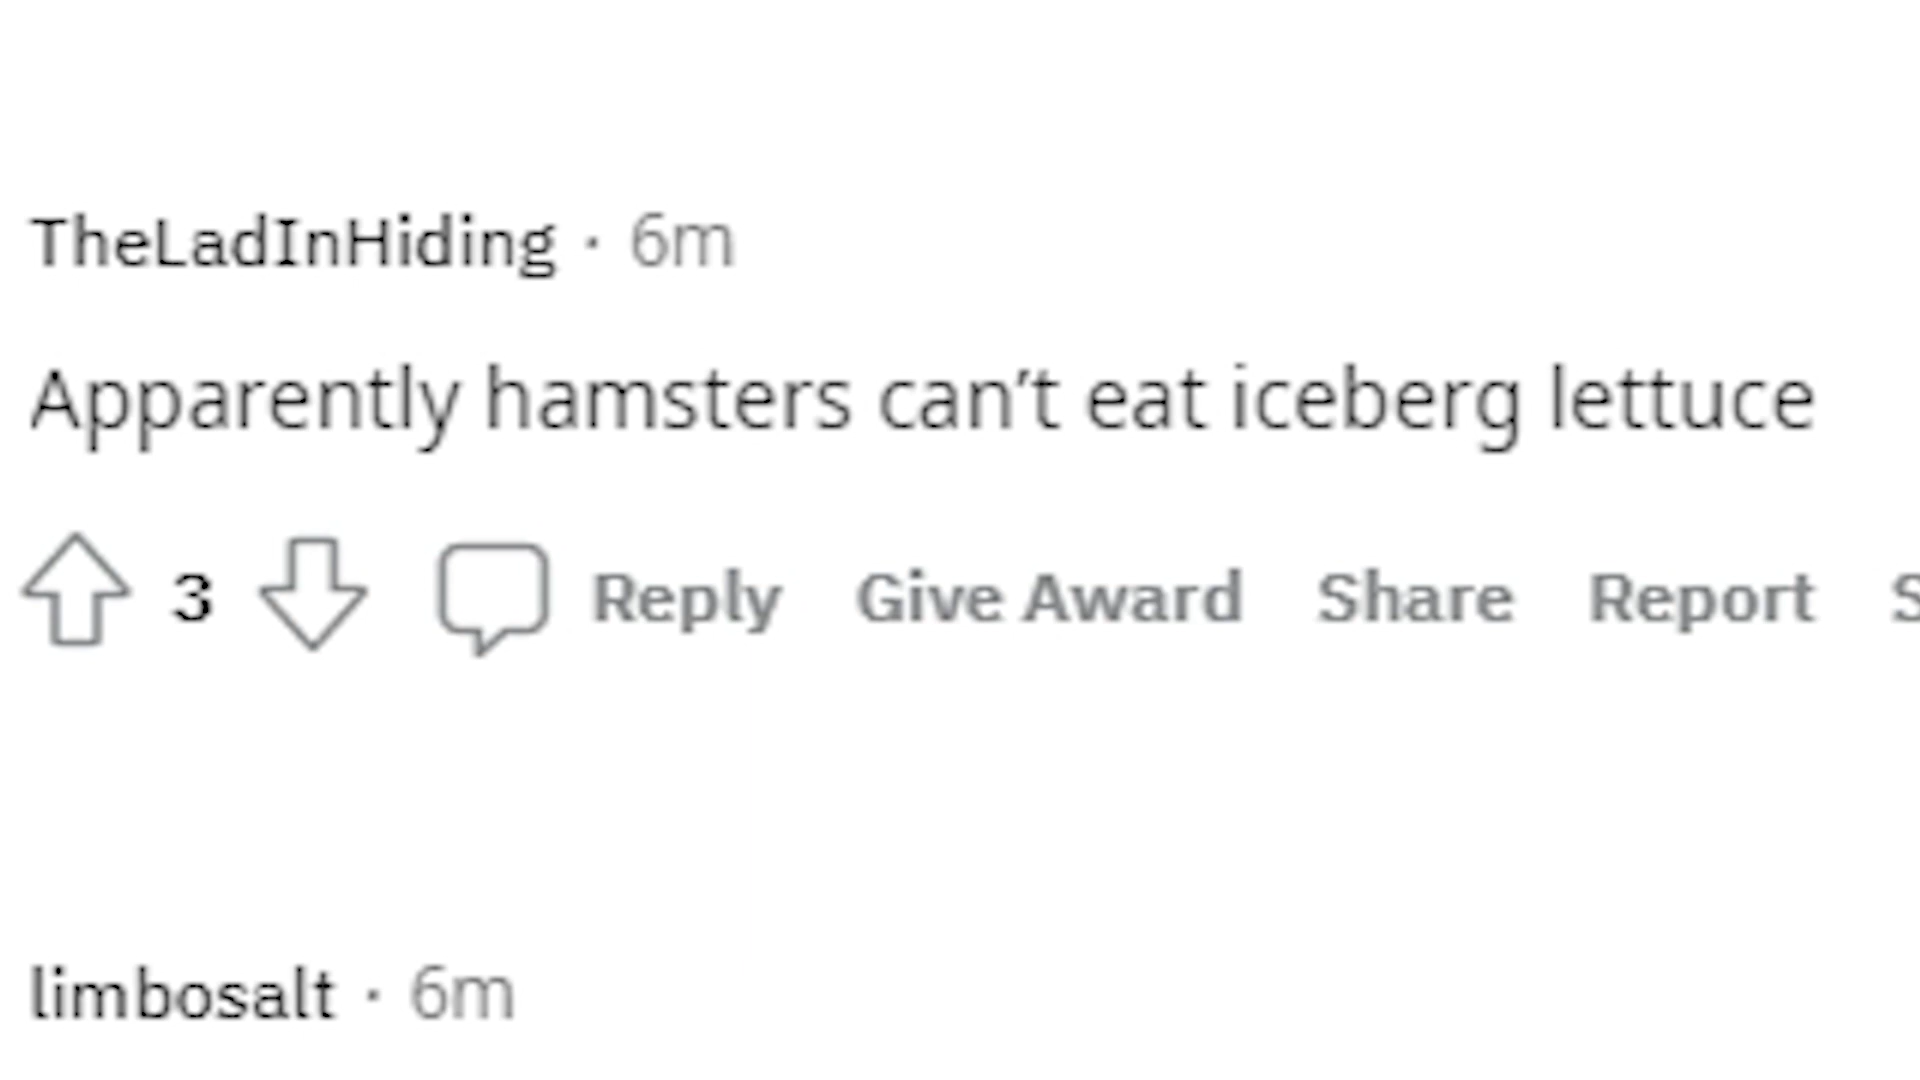 TheLadInHiding · 6m
Apparently hamsters can't eat iceberg lettuce
3 Reply Give Award Share Report
limbosalt · 6m